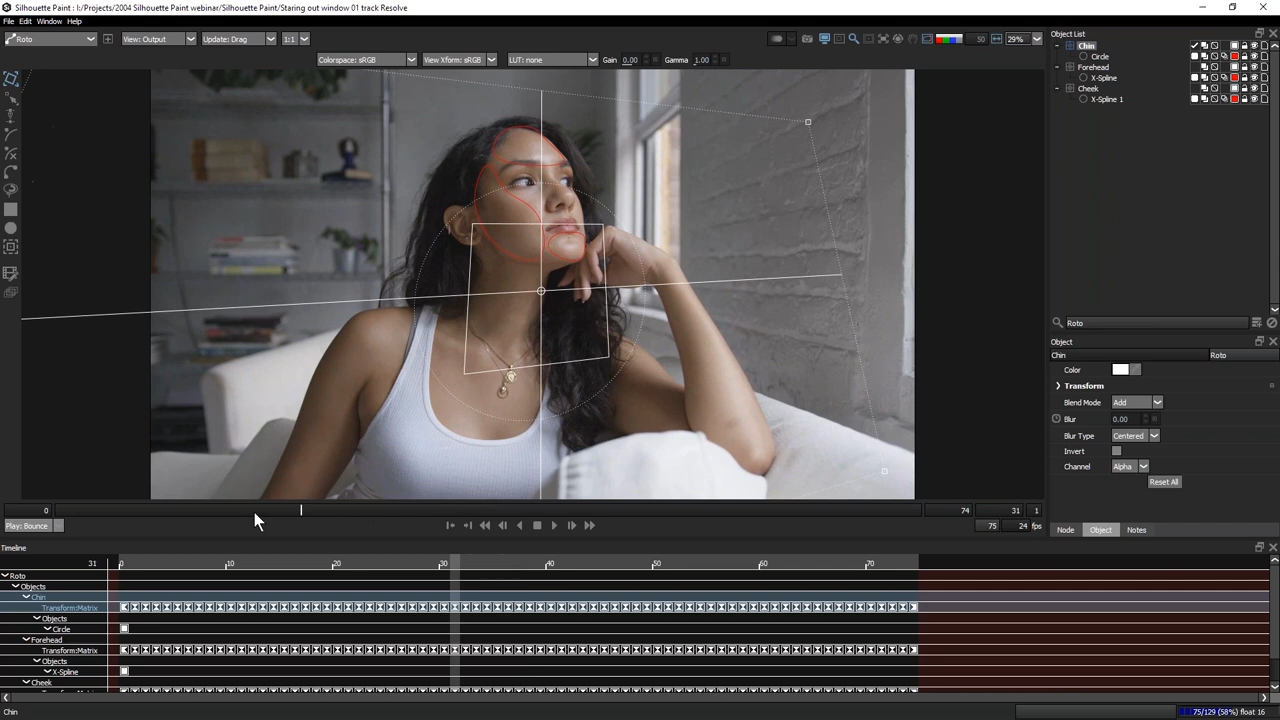 Silhouette Paint : I:/Projects/2004 Silhouette Paint webinar/Silhouette Paint/Staring out window 01 track Resolve
File Edit Window Help
Roto View: Output Update: Drag 1:1 50 29%
Colorspace: sRGB View Xform: sRGB LUT: none Gain 0.00 Gamma 1.00
Object List
Chin
Circle
Forehead
X-Spline
Cheek
X-Spline 1
Roto
Object
Chin Roto
Color
Transform
Blend Mode Add
Blur 0.00
Blur Type Centered
Invert
Channel Alpha
Reset All
0 74 31 1
Play: Bounce 75 24 fps
Node Object Notes
Timeline
31 0 10 20 30 40 50 60 70
Roto
Objects
Chin
Transform:Matrix
Objects
Circle
Forehead
Transform:Matrix
Objects
X-Spline
Cheek
Transform:Matrix
Chin 75/129 (58%) float 16